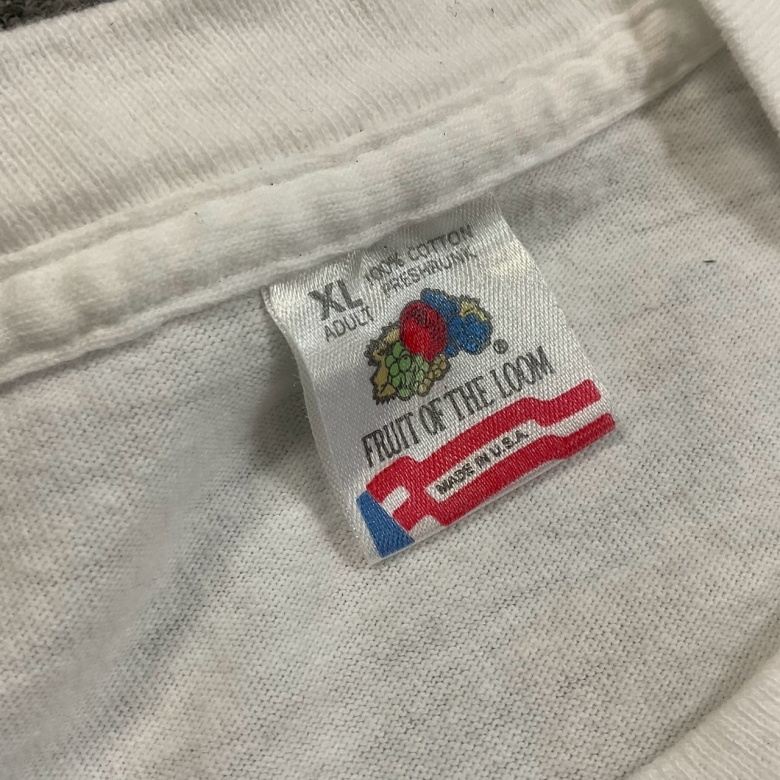 XL 100% COTTON
ADULT PRESHRUNK
®
FRUIT OF THE LOOM
MADE IN U.S.A.